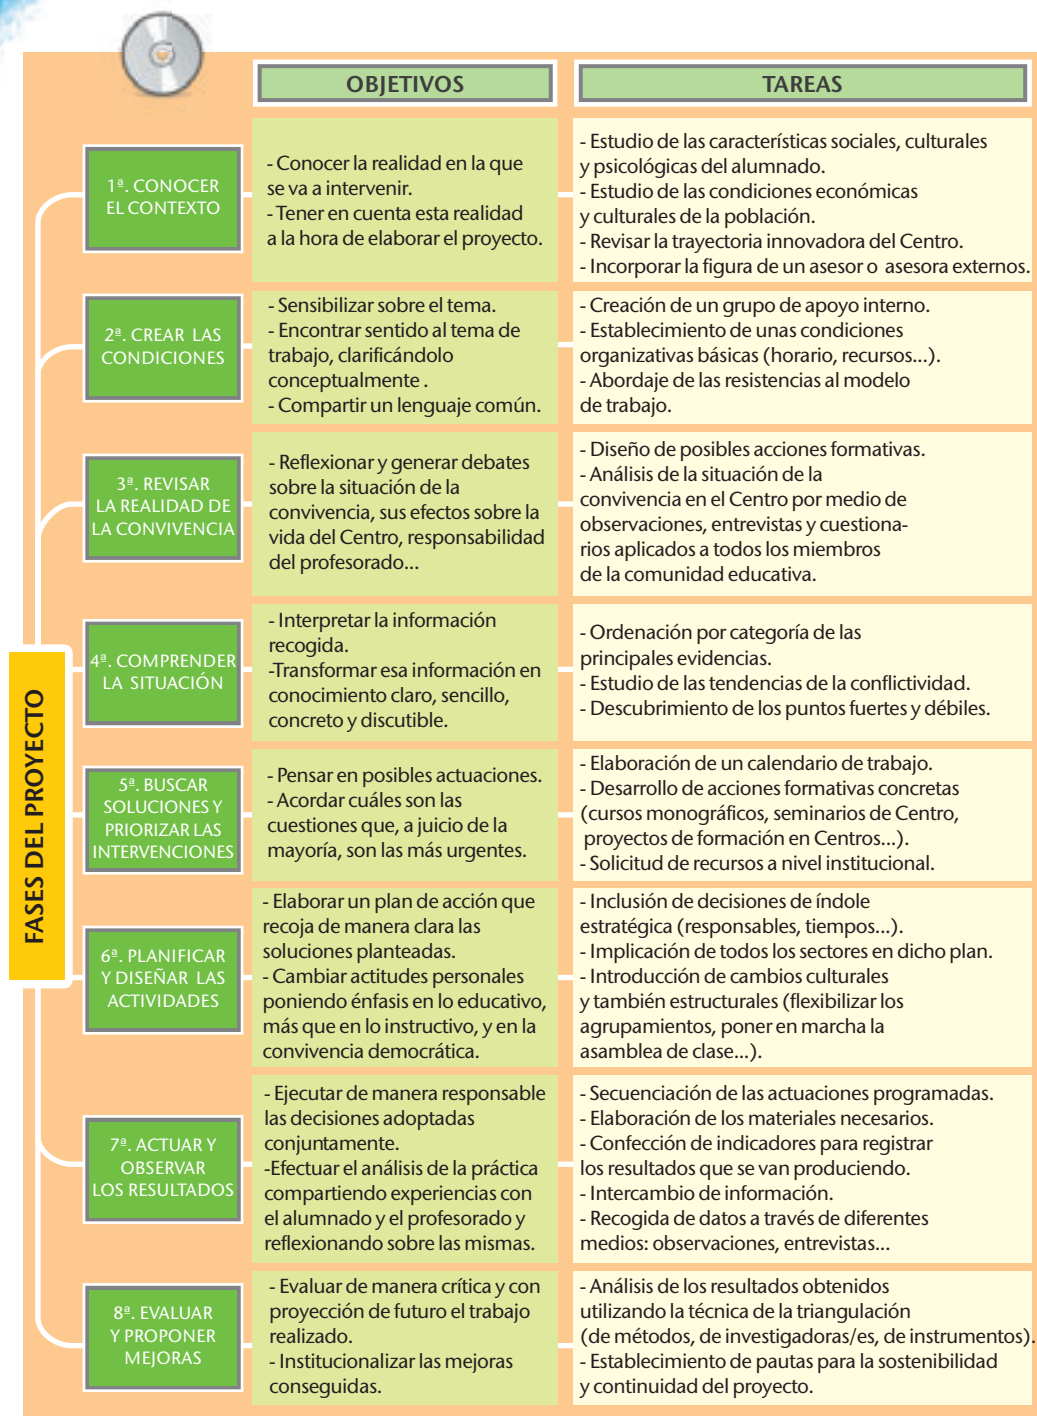 OBJETIVOS
TAREAS
FASES DEL PROYECTO
1ª. CONOCER
EL CONTEXTO
- Conocer la realidad en la que
se va a intervenir.
- Tener en cuenta esta realidad
a la hora de elaborar el proyecto.
- Estudio de las características sociales, culturales
y psicológicas del alumnado.
- Estudio de las condiciones económicas
y culturales de la población.
- Revisar la trayectoria innovadora del Centro.
- Incorporar la figura de un asesor o asesora externos.
2ª. CREAR LAS
CONDICIONES
- Sensibilizar sobre el tema.
- Encontrar sentido al tema de
trabajo, clarificándolo
conceptualmente .
- Compartir un lenguaje común.
- Creación de un grupo de apoyo interno.
- Establecimiento de unas condiciones
organizativas básicas (horario, recursos...).
- Abordaje de las resistencias al modelo
de trabajo.
3ª. REVISAR
LA REALIDAD DE
LA CONVIVENCIA
- Reflexionar y generar debates
sobre la situación de la
convivencia, sus efectos sobre la
vida del Centro, responsabilidad
del profesorado...
- Diseño de posibles acciones formativas.
- Análisis de la situación de la
convivencia en el Centro por medio de
observaciones, entrevistas y cuestiona-
rios aplicados a todos los miembros
de la comunidad educativa.
4ª. COMPRENDER
LA SITUACIÓN
- Interpretar la información
recogida.
-Transformar esa información en
conocimiento claro, sencillo,
concreto y discutible.
- Ordenación por categoría de las
principales evidencias.
- Estudio de las tendencias de la conflictividad.
- Descubrimiento de los puntos fuertes y débiles.
5ª. BUSCAR
SOLUCIONES Y
PRIORIZAR LAS
INTERVENCIONES
- Pensar en posibles actuaciones.
- Acordar cuáles son las
cuestiones que, a juicio de la
mayoría, son las más urgentes.
- Elaboración de un calendario de trabajo.
- Desarrollo de acciones formativas concretas
(cursos monográficos, seminarios de Centro,
proyectos de formación en Centros...).
- Solicitud de recursos a nivel institucional.
6ª. PLANIFICAR
Y DISEÑAR LAS
ACTIVIDADES
- Elaborar un plan de acción que
recoja de manera clara las
soluciones planteadas.
- Cambiar actitudes personales
poniendo énfasis en lo educativo,
más que en lo instructivo, y en la
convivencia democrática.
- Inclusión de decisiones de índole
estratégica (responsables, tiempos...).
- Implicación de todos los sectores en dicho plan.
- Introducción de cambios culturales
y también estructurales (flexibilizar los
agrupamientos, poner en marcha la
asamblea de clase...).
7ª. ACTUAR Y
OBSERVAR
LOS RESULTADOS
- Ejecutar de manera responsable
las decisiones adoptadas
conjuntamente.
-Efectuar el análisis de la práctica
compartiendo experiencias con
el alumnado y el profesorado y
reflexionando sobre las mismas.
- Secuenciación de las actuaciones programadas.
- Elaboración de los materiales necesarios.
- Confección de indicadores para registrar
los resultados que se van produciendo.
- Intercambio de información.
- Recogida de datos a través de diferentes
medios: observaciones, entrevistas...
8ª. EVALUAR
Y PROPONER
MEJORAS
- Evaluar de manera crítica y con
proyección de futuro el trabajo
realizado.
- Institucionalizar las mejoras
conseguidas.
- Análisis de los resultados obtenidos
utilizando la técnica de la triangulación
(de métodos, de investigadoras/es, de instrumentos).
- Establecimiento de pautas para la sostenibilidad
y continuidad del proyecto.